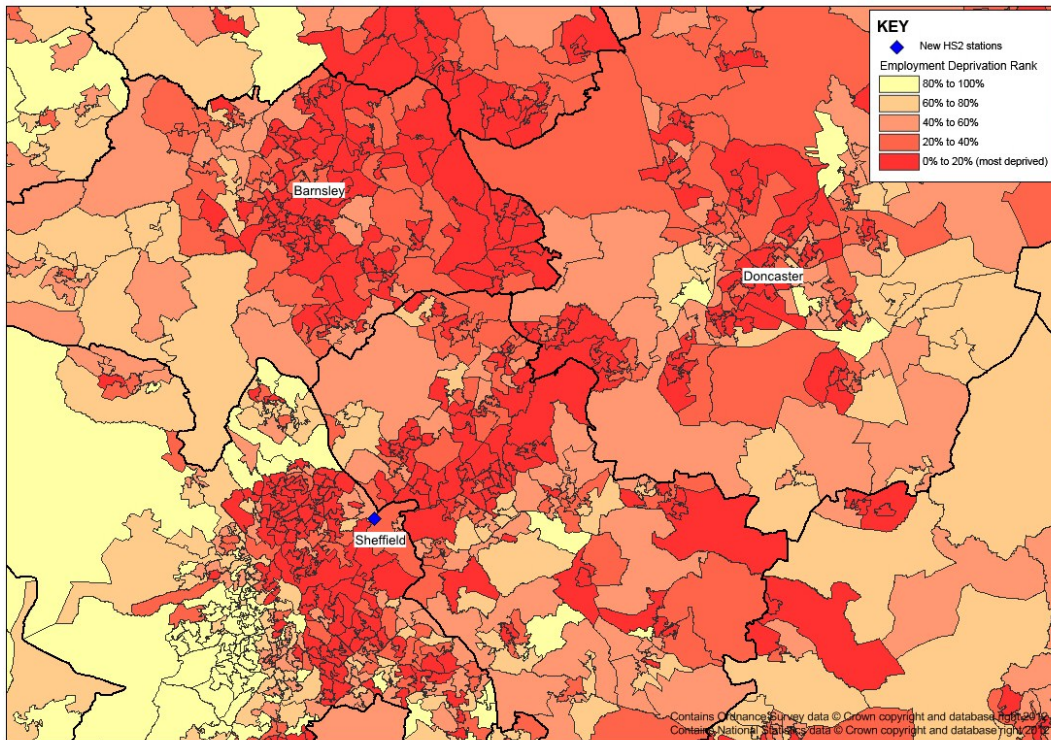 KEY
New HS2 stations
Employment Deprivation Rank
80% to 100%
60% to 80%
40% to 60%
20% to 40%
0% to 20% (most deprived)
Barnsley
Doncaster
Sheffield
Contains Ordnance Survey data © Crown copyright and database right 2012
Contains National Statistics data © Crown copyright and database right 2012